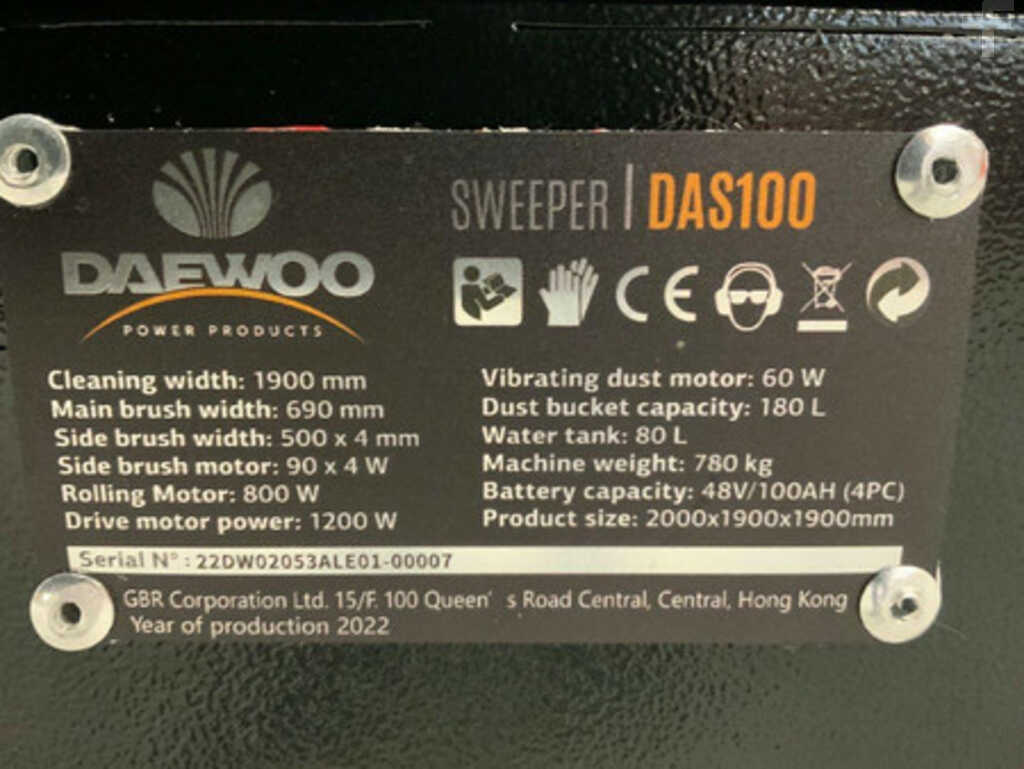 DAEWOO
POWER PRODUCTS
SWEEPER | DAS100
CE
Cleaning width: 1900 mm
Main brush width: 690 mm
Side brush width: 500 x 4 mm
Side brush motor: 90 x 4 W
Rolling Motor: 800 W
Drive motor power: 1200 W
Vibrating dust motor: 60 W
Dust bucket capacity: 180 L
Water tank: 80 L
Machine weight: 780 kg
Battery capacity: 48V/100AH (4PC)
Product size: 2000x1900x1900mm
Serial N° : 22DW02053ALE01-00007
GBR Corporation Ltd. 15/F. 100 Queen' s Road Central, Central, Hong Kong
Year of production 2022